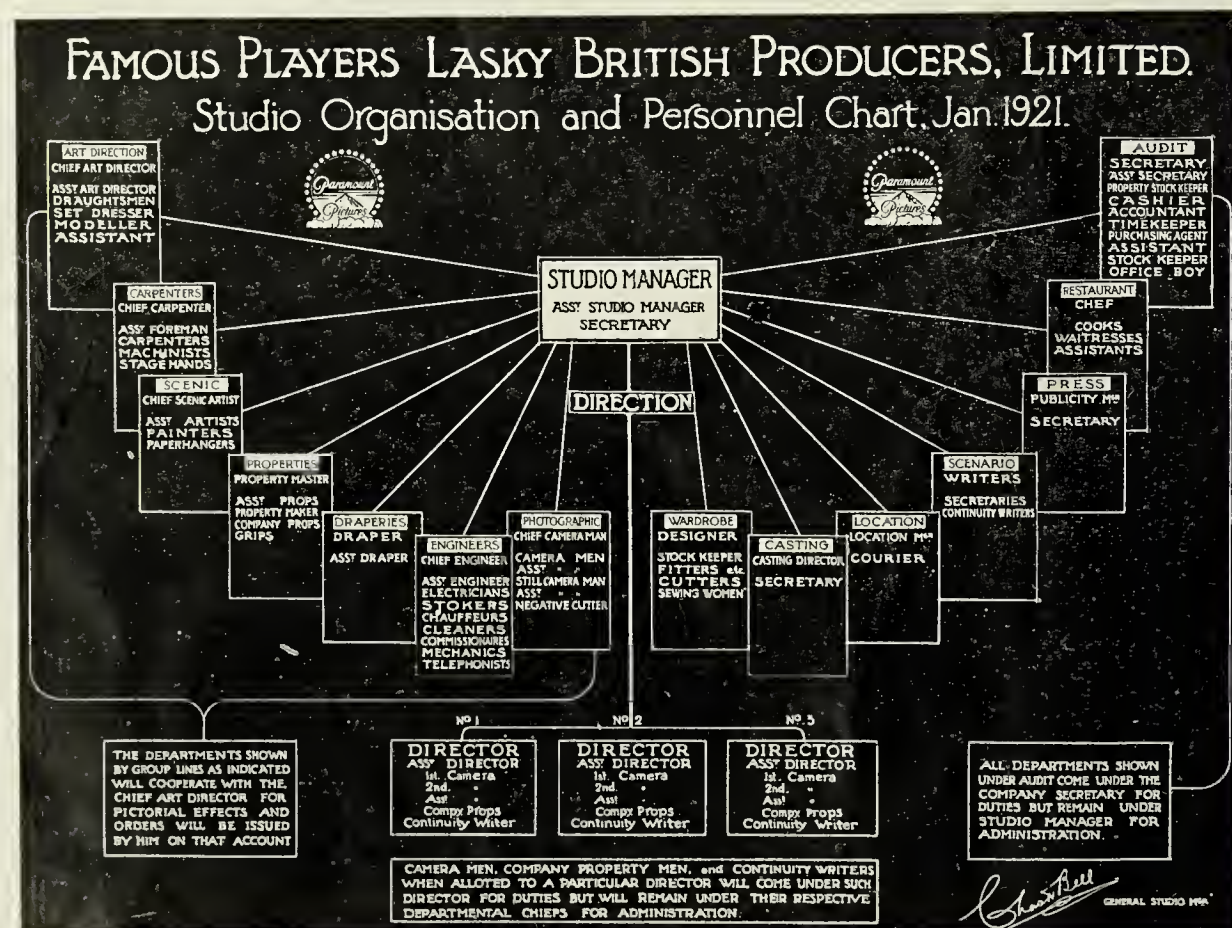 FAMOUS PLAYERS LASKY BRITISH PRODUCERS, LIMITED.
Studio Organisation and Personnel Chart. Jan. 1921.
Paramount
Pictures
Paramount
Pictures
ART DIRECTION
CHIEF ART DIRECTOR
ASST ART DIRECTOR
DRAUGHTSMEN
SET DRESSER
MODELLER
ASSISTANT
CARPENTERS
CHIEF CARPENTER
ASST FOREMAN
CARPENTERS
MACHINISTS
STAGE HANDS
SCENIC
CHIEF SCENIC ARTIST
ASST ARTISTS
PAINTERS
PAPERHANGERS
PROPERTIES
PROPERTY MASTER
ASST PROPS
PROPERTY MAKER
COMPANY PROPS
GRIPS
DRAPERIES
DRAPER
ASST DRAPER
ENGINEERS
CHIEF ENGINEER
ASST ENGINEER
ELECTRICIANS
STOKERS
CHAUFFEURS
CLEANERS
COMMISSIONAIRES
MECHANICS
TELEPHONISTS
PHOTOGRAPHIC
CHIEF CAMERA MAN
CAMERA MEN
ASST " "
STILL CAMERA MAN
ASST " "
NEGATIVE CUTTER
STUDIO MANAGER
ASST STUDIO MANAGER
SECRETARY
DIRECTION
WARDROBE
DESIGNER
STOCK KEEPER
FITTERS etc.
CUTTERS
SEWING WOMEN
CASTING
CASTING DIRECTOR
SECRETARY
LOCATION
LOCATION MGR
COURIER
SCENARIO
WRITERS
SECRETARIES
CONTINUITY WRITERS
PRESS
PUBLICITY MGR
SECRETARY
RESTAURANT
CHEF
COOKS
WAITRESSES
ASSISTANTS
AUDIT
SECRETARY
ASST SECRETARY
PROPERTY STOCK KEEPER
CASHIER
ACCOUNTANT
TIMEKEEPER
PURCHASING AGENT
ASSISTANT
STOCK KEEPER
OFFICE BOY
THE DEPARTMENTS SHOWN
BY GROUP LINES AS INDICATED
WILL COOPERATE WITH THE
CHIEF ART DIRECTOR FOR
PICTORIAL EFFECTS AND
ORDERS WILL BE ISSUED
BY HIM ON THAT ACCOUNT
No 1
DIRECTOR
ASST DIRECTOR
1st. Camera
2nd. "
Asst "
Compy Props
Continuity Writer
No 2
DIRECTOR
ASST DIRECTOR
1st. Camera
2nd. "
Asst "
Compy Props
Continuity Writer
No. 3
DIRECTOR
ASST DIRECTOR
1st. Camera
2nd. "
Asst "
Compy Props
Continuity Writer
ALL DEPARTMENTS SHOWN
UNDER AUDIT COME UNDER THE
COMPANY SECRETARY FOR
DUTIES BUT REMAIN UNDER
STUDIO MANAGER FOR
ADMINISTRATION.
CAMERA MEN, COMPANY PROPERTY MEN, and CONTINUITY WRITERS
WHEN ALLOTED TO A PARTICULAR DIRECTOR WILL COME UNDER SUCH
DIRECTOR FOR DUTIES BUT WILL REMAIN UNDER THEIR RESPECTIVE
DEPARTMENTAL CHIEFS FOR ADMINISTRATION.
Bell
GENERAL STUDIO MGR